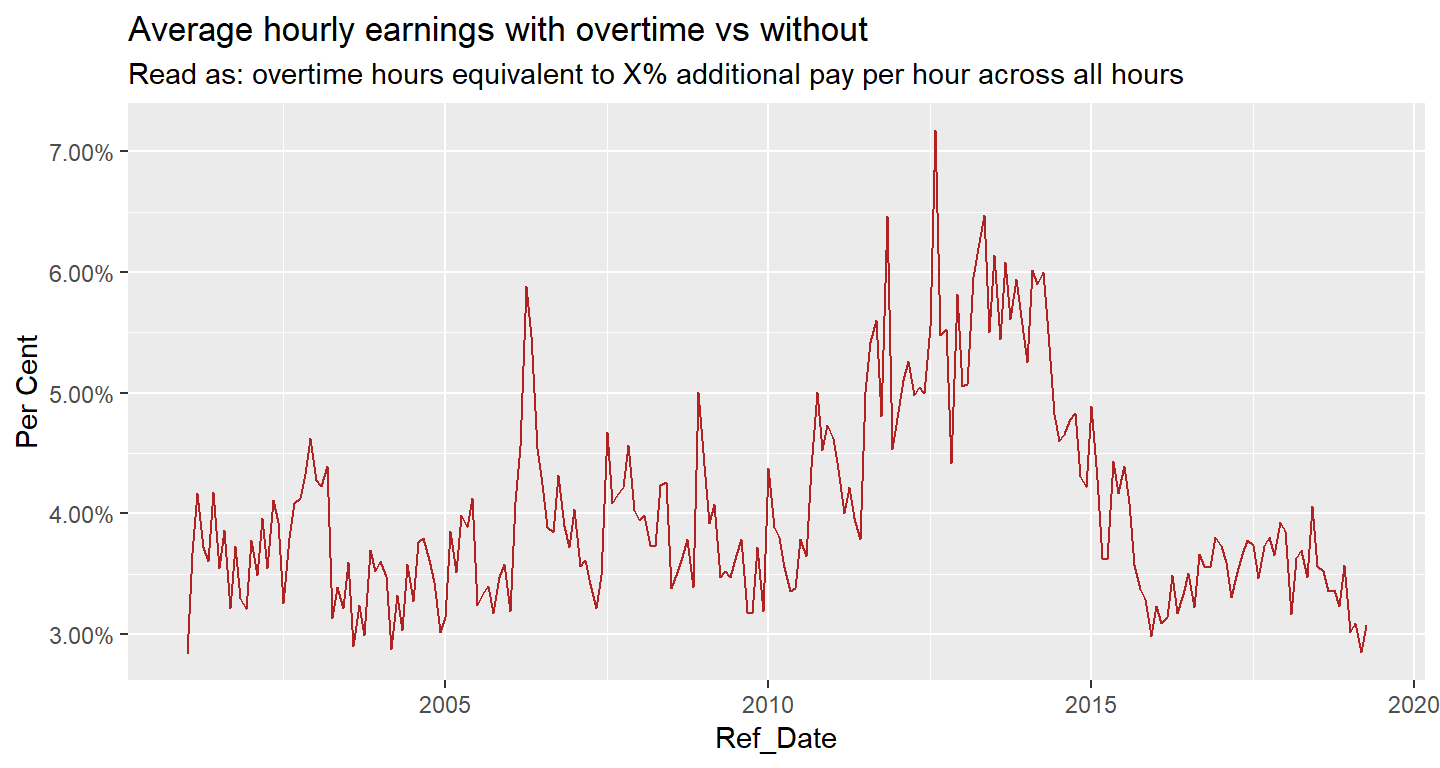 Average hourly earnings with overtime vs without
Read as: overtime hours equivalent to X% additional pay per hour across all hours
7.00%
6.00%
5.00%
4.00%
3.00%
Per Cent
2005 2010 2015 2020
Ref_Date